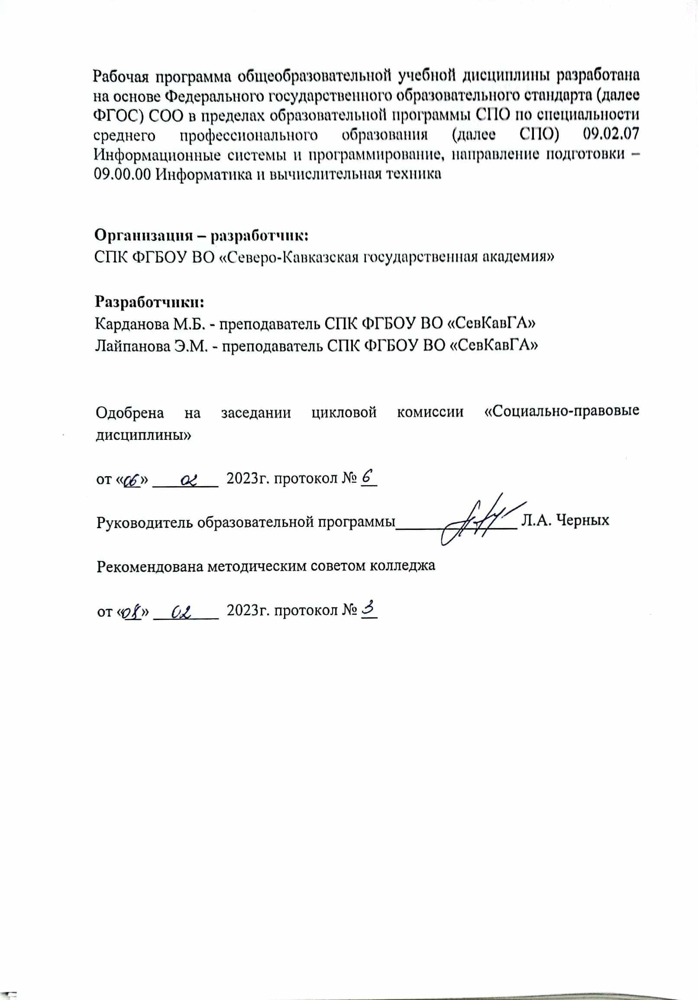 Рабочая программа общеобразовательной учебной дисциплины разработана
на основе Федерального государственного образовательного стандарта (далее
ФГОС) СОО в пределах образовательной программы СПО по специальности
среднего профессионального образования (далее СПО) 09.02.07
Информационные системы и программирование, направление подготовки –
09.00.00 Информатика и вычислительная техника
Организация – разработчик:
СПК ФГБОУ ВО «Северо-Кавказская государственная академия»
Разработчики:
Карданова М.Б. - преподаватель СПК ФГБОУ ВО «СевКавГА»
Лайпанова Э.М. - преподаватель СПК ФГБОУ ВО «СевКавГА»
Одобрена на заседании цикловой комиссии «Социально-правовые
дисциплины»
от «06» 02 2023г. протокол № 6
Руководитель образовательной программы Л.А. Черных
Рекомендована методическим советом колледжа
от «08» 02 2023г. протокол № 3